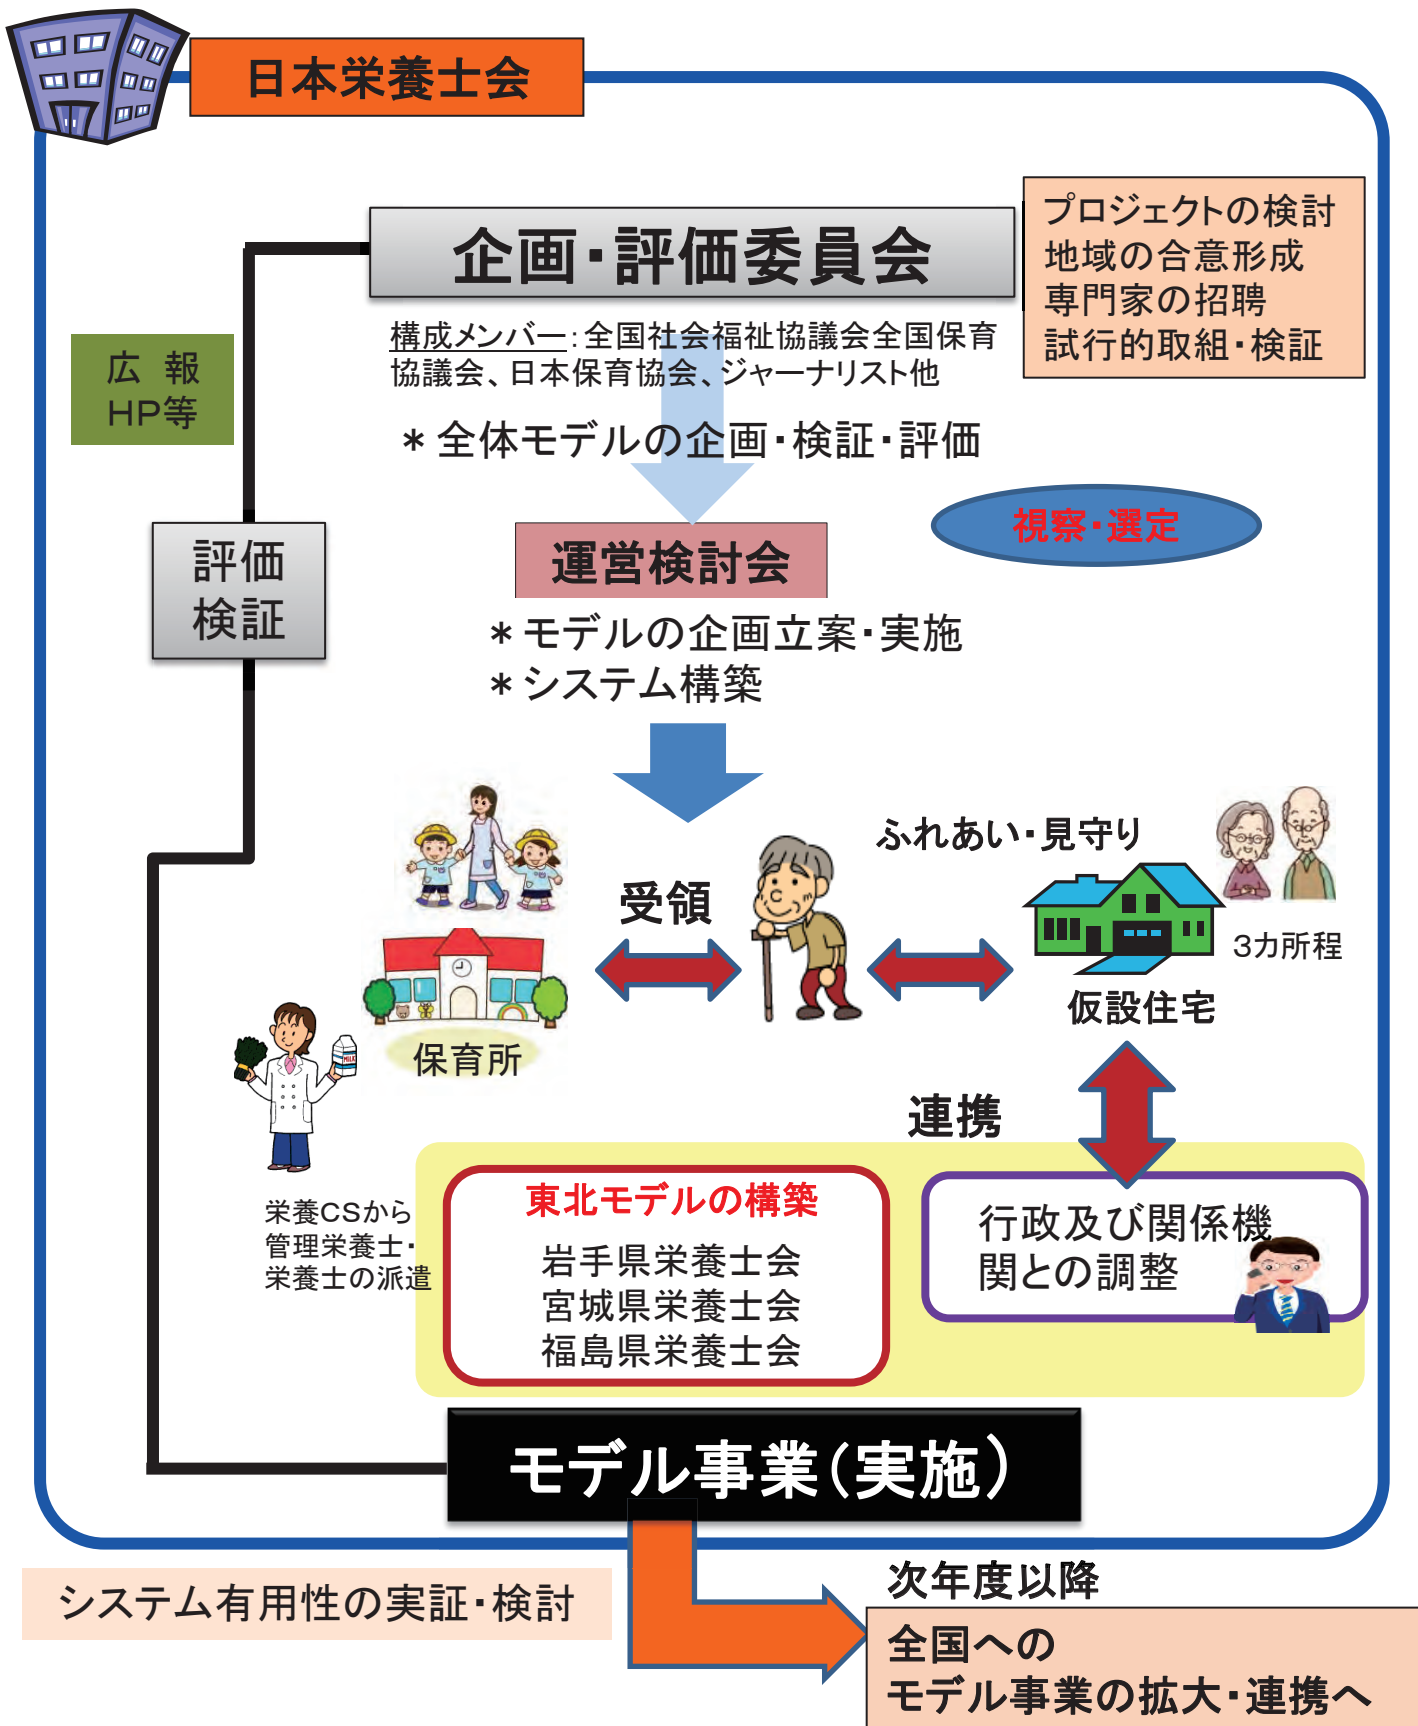 日本栄養士会
企画・評価委員会
プロジェクトの検討
地域の合意形成
専門家の招聘
試行的取組・検証
構成メンバー：全国社会福祉協議会全国保育
協議会、日本保育協会、ジャーナリスト他
広　報
HP等
＊全体モデルの企画・検証・評価
視察・選定
運営検討会
評価
検証
＊モデルの企画立案・実施
＊システム構築
ふれあい・見守り
受領
3カ所程
仮設住宅
保育所
MILK
連携
栄養CSから
管理栄養士・
栄養士の派遣
東北モデルの構築
岩手県栄養士会
宮城県栄養士会
福島県栄養士会
行政及び関係機
関との調整
モデル事業（実施）
システム有用性の実証・検討
次年度以降
全国への
モデル事業の拡大・連携へ